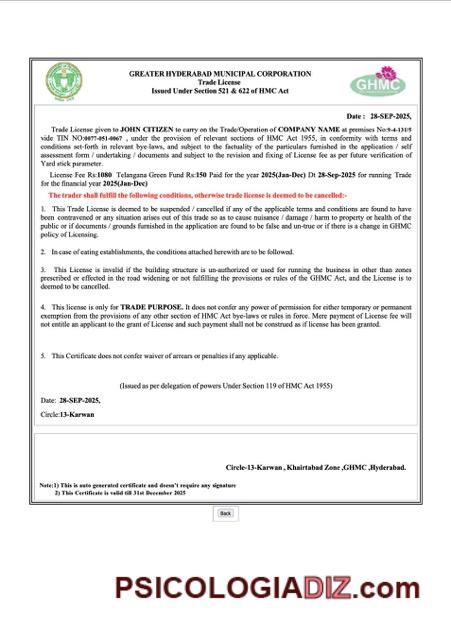 GREATER HYDERABAD MUNICIPAL CORPORATION
Trade License
Issued Under Section 521 & 622 of HMC Act
GHMC
Date : 28-SEP-2025,
Trade License given to JOHN CITIZEN to carry on the Trade/Operation of COMPANY NAME at premises No:9-4-131/5
vide TIN NO:0077-051-0067 , under the provision of relevant sections of HMC Act 1955, in conformity with terms and
conditions set-forth in relevant bye-laws, and subject to the factuality of the particulars furnished in the application / self
assessment form / undertaking / documents and subject to the revision and fixing of License fee as per future verification of
Yard stick parameter.
License Fee Rs:1080 Telangana Green Fund Rs:150 Paid for the year 2025(Jan-Dec) Dt 28-Sep-2025 for running Trade
for the financial year 2025(Jan-Dec)
The trader shall fulfill the following conditions, otherwise trade license is deemed to be cancelled:-
1. This Trade License is deemed to be suspended / cancelled if any of the applicable terms and conditions are found to have
been contravened or any situation arises out of this trade so as to cause nuisance / damage / harm to property or health of the
public or if documents / grounds furnished in the application are found to be false and un-true or if there is a change in GHMC
policy of Licensing.
2. In case of eating establishments, the conditions attached herewith are to be followed.
3. This License is invalid if the building structure is un-authorized or used for running the business in other than zones
prescribed or effected in the road widening or not fulfilling the provisions or rules of the GHMC Act, and the License is to
deemed to be cancelled.
4. This license is only for TRADE PURPOSE. It does not confer any power of permission for either temporary or permanent
exemption from the provisions of any other section of HMC Act bye-laws or rules in force. Mere payment of License fee will
not entitle an applicant to the grant of License and such payment shall not be construed as if license has been granted.
5. This Certificate does not confer waiver of arrears or penalties if any applicable.
(Issued as per delegation of powers Under Section 119 of HMC Act 1955)
Date: 28-SEP-2025,
Circle:13-Karwan
Circle-13-Karwan , Khairtabad Zone ,GHMC ,Hyderabad.
Note:1) This is auto generated certificate and doesn't require any signature
2) This Certificate is valid till 31st December 2025
Back
PSICOLOGIADIZ.com